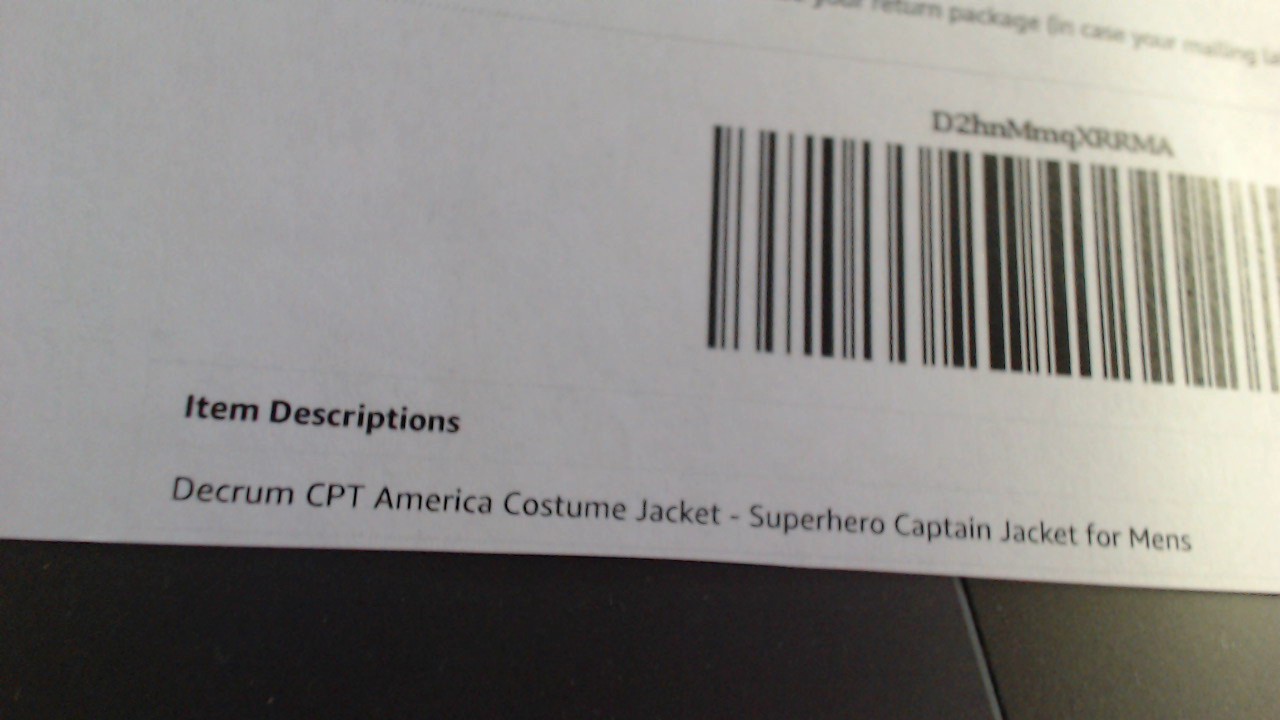 your return package (in case your mailing
D2hnMmqXRRMA
Item Descriptions
Decrum CPT America Costume Jacket - Superhero Captain Jacket for Mens